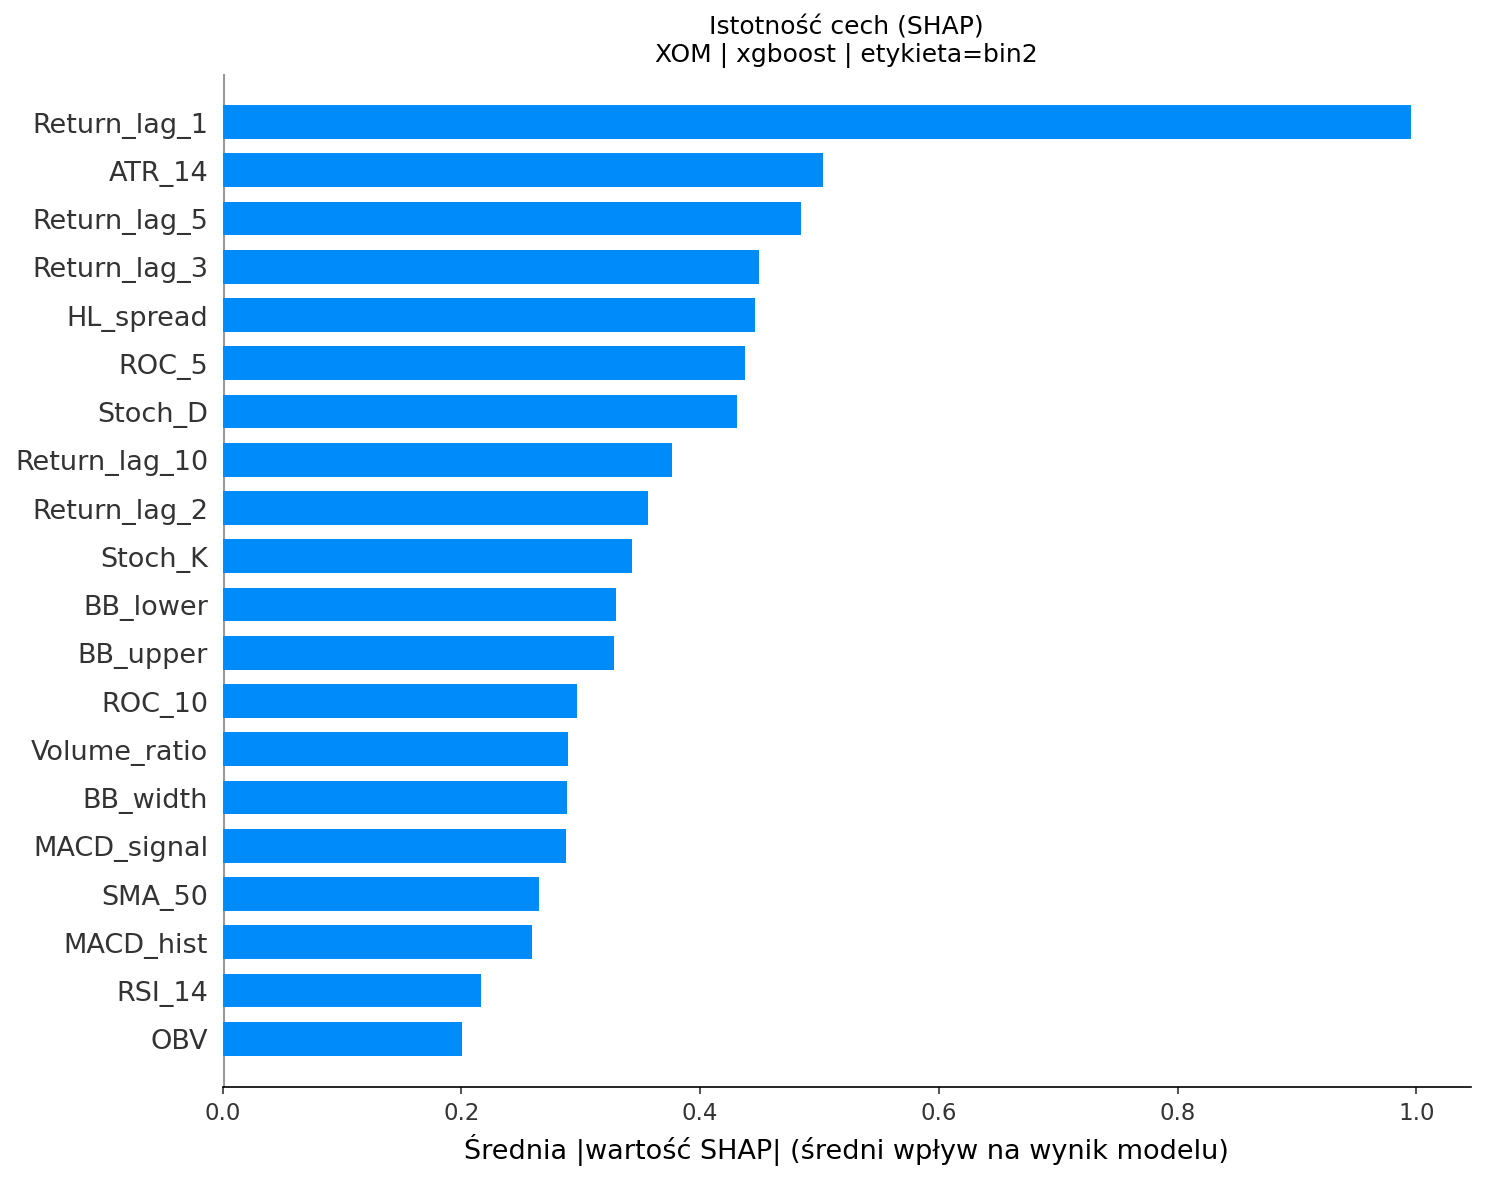 Istotność cech (SHAP)
XOM | xgboost | etykieta=bin2
Return_lag_1
ATR_14
Return_lag_5
Return_lag_3
HL_spread
ROC_5
Stoch_D
Return_lag_10
Return_lag_2
Stoch_K
BB_lower
BB_upper
ROC_10
Volume_ratio
BB_width
MACD_signal
SMA_50
MACD_hist
RSI_14
OBV
0.0 0.2 0.4 0.6 0.8 1.0
Średnia |wartość SHAP| (średni wpływ na wynik modelu)